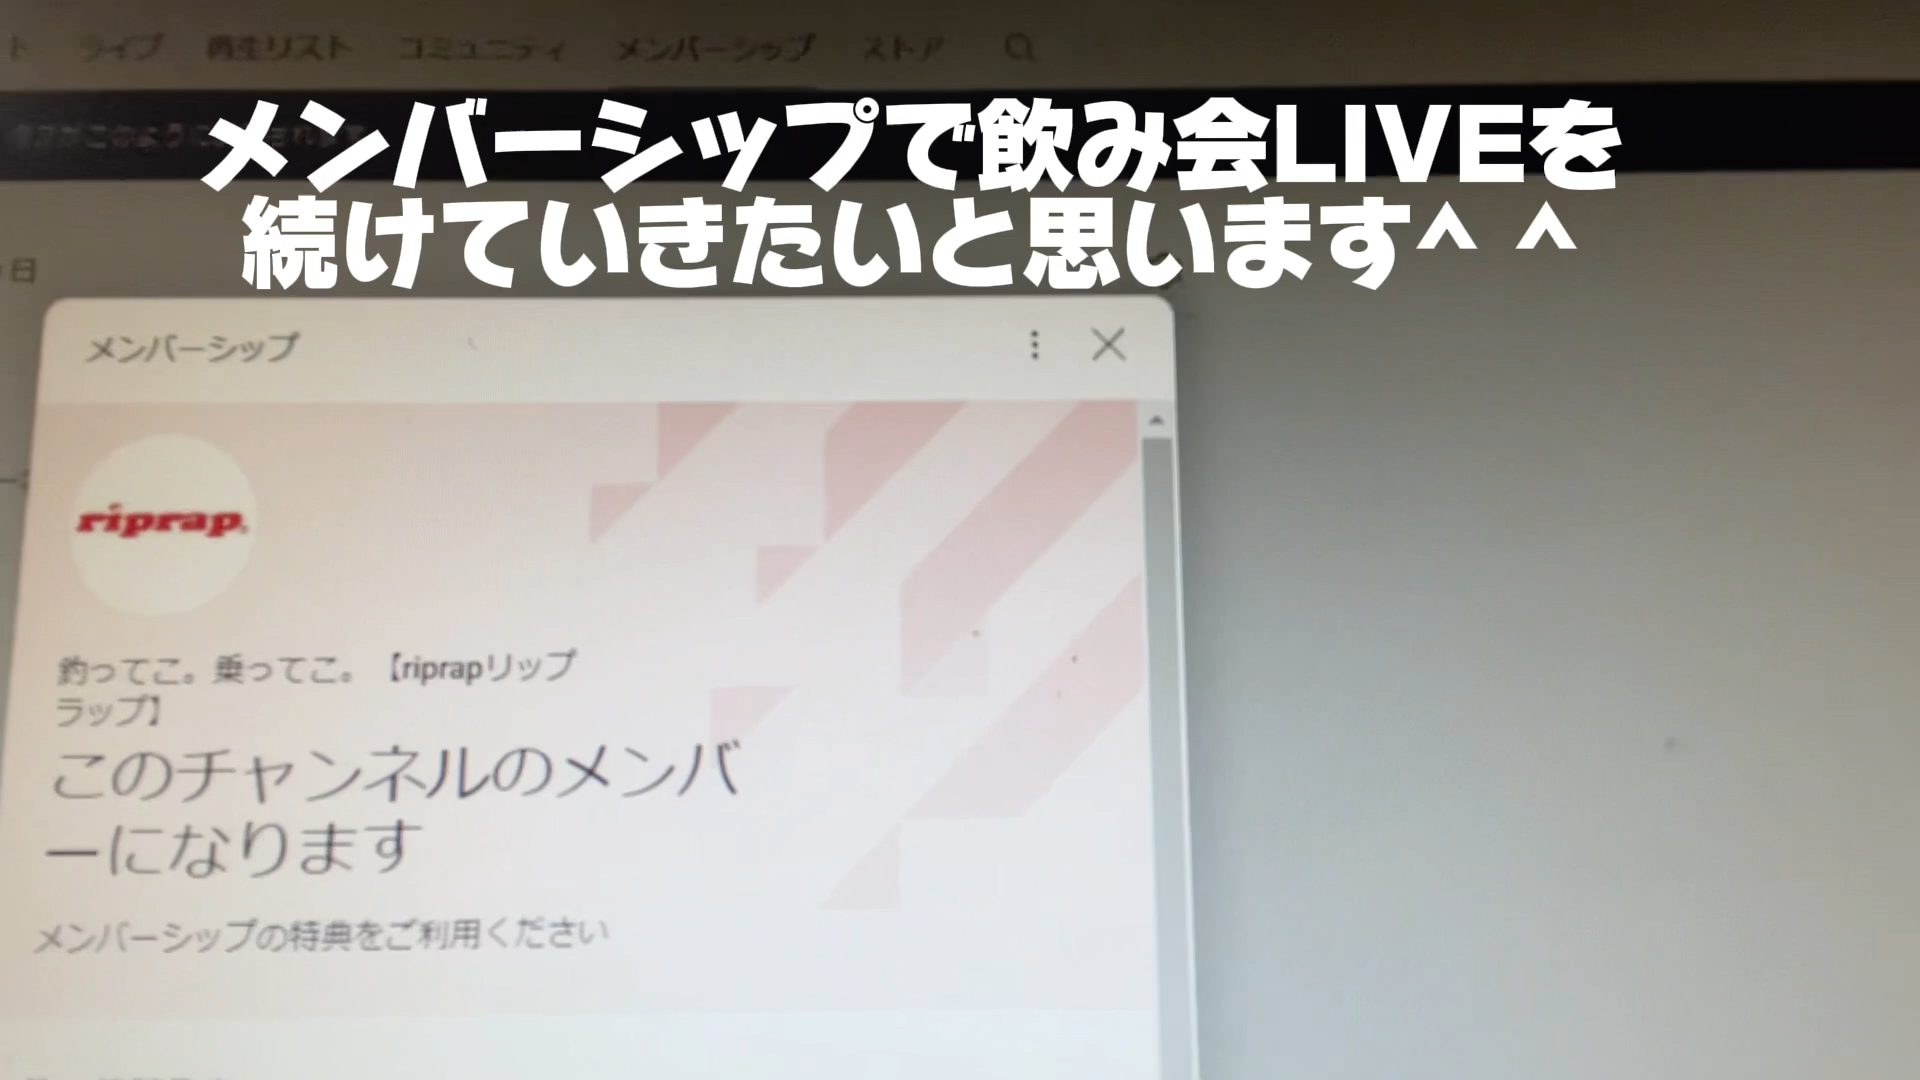 ト ライブ 再生リスト コミュニティ メンバーシップ ストア
メンバーシップで飲み会LIVEを
続けていきたいと思います^ ^
日
メンバーシップ
riprap
釣ってこ。乗ってこ。【riprapリップ
ラップ】
このチャンネルのメンバ
ーになります
メンバーシップの特典をご利用ください